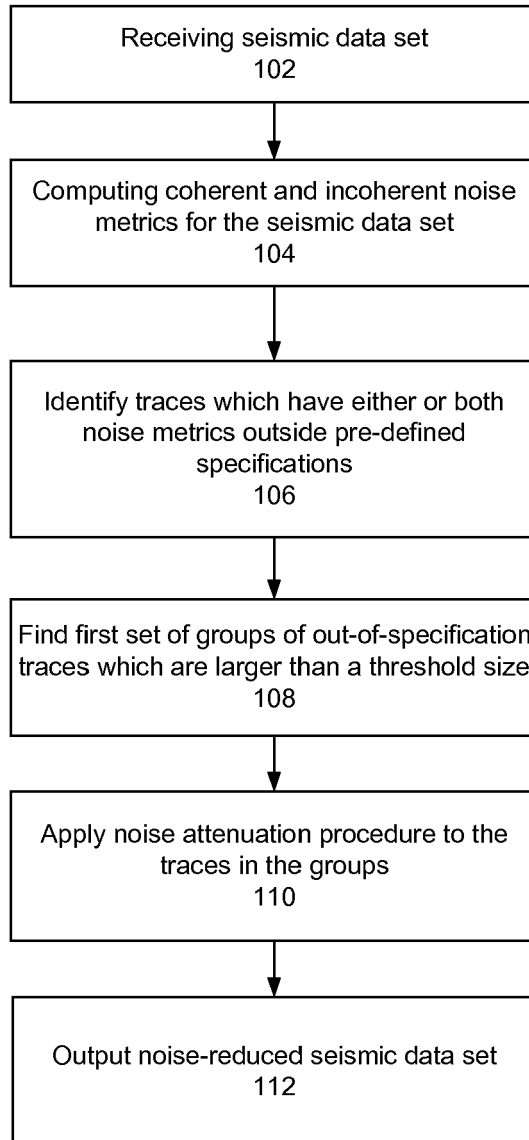 Receiving seismic data set
102
Computing coherent and incoherent noise
metrics for the seismic data set
104
Identify traces which have either or both
noise metrics outside pre-defined
specifications
106
Find first set of groups of out-of-specification
traces which are larger than a threshold size
108
Apply noise attenuation procedure to the
traces in the groups
110
Output noise-reduced seismic data set
112